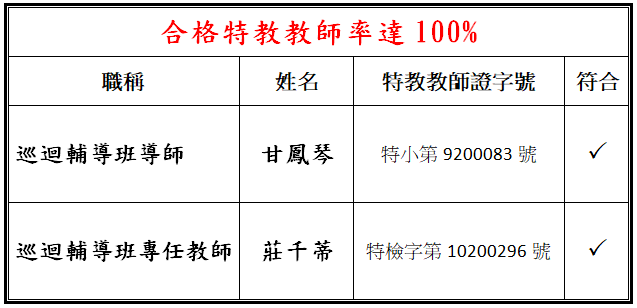 合格特教教師率達 100%
職稱 姓名 特教教師證字號 符合
巡迴輔導班導師 甘鳳琴 特小第 9200083 號 ✓
巡迴輔導班專任教師 莊千蒂 特檢字第 10200296 號 ✓